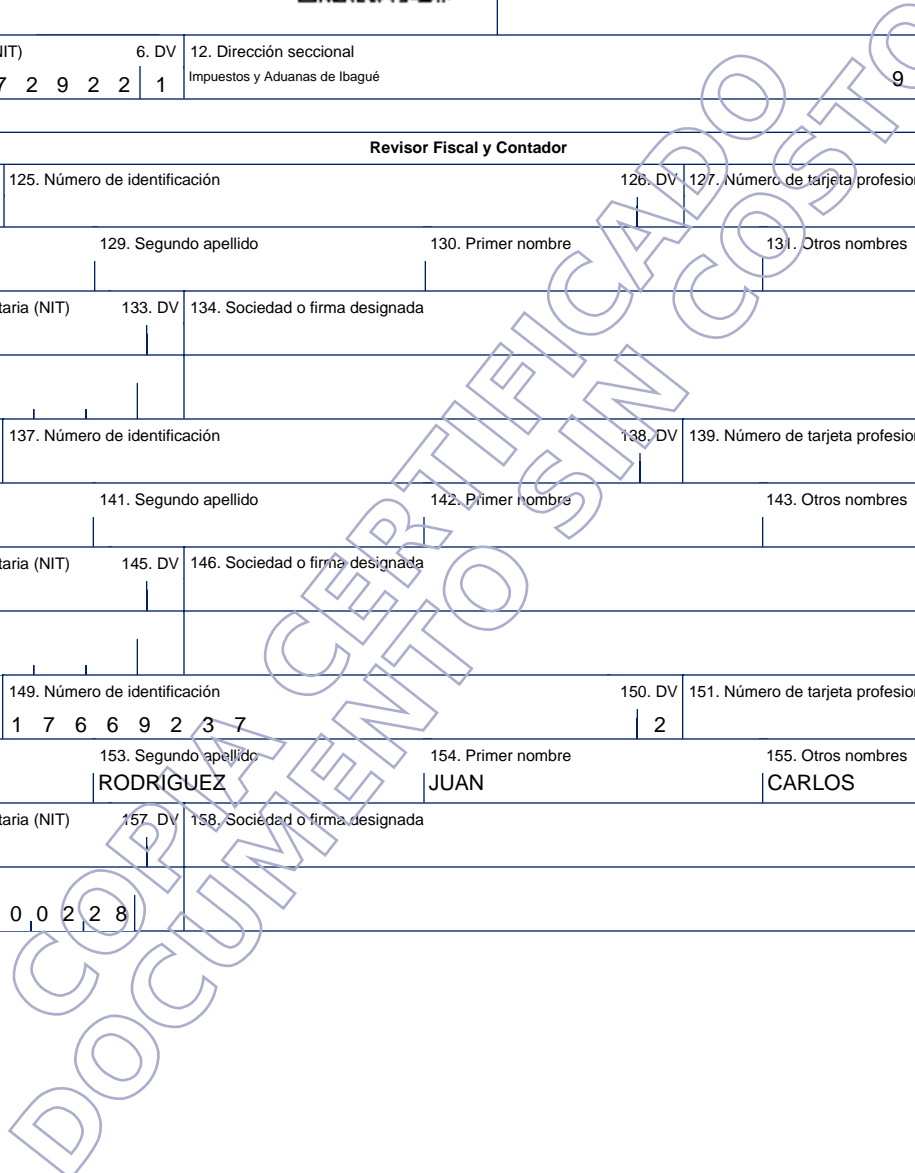 NIT) 6. DV 12. Dirección seccional
7 2 9 2 2 1 Impuestos y Aduanas de Ibagué 9
Revisor Fiscal y Contador
125. Número de identificación 126. DV 127. Número de tarjeta profesion
129. Segundo apellido 130. Primer nombre 131. Otros nombres
taria (NIT) 133. DV 134. Sociedad o firma designada
137. Número de identificación 138. DV 139. Número de tarjeta profesion
141. Segundo apellido 142. Primer nombre 143. Otros nombres
taria (NIT) 145. DV 146. Sociedad o firma designada
149. Número de identificación 150. DV 151. Número de tarjeta profesion
1 7 6 6 9 2 3 7 2
153. Segundo apellido 154. Primer nombre 155. Otros nombres
RODRIGUEZ JUAN CARLOS
taria (NIT) 157. DV 158. Sociedad o firma designada
0 0 2 2 8
COPIA CERTIFICADO
DOCUMENTO SIN COSTO